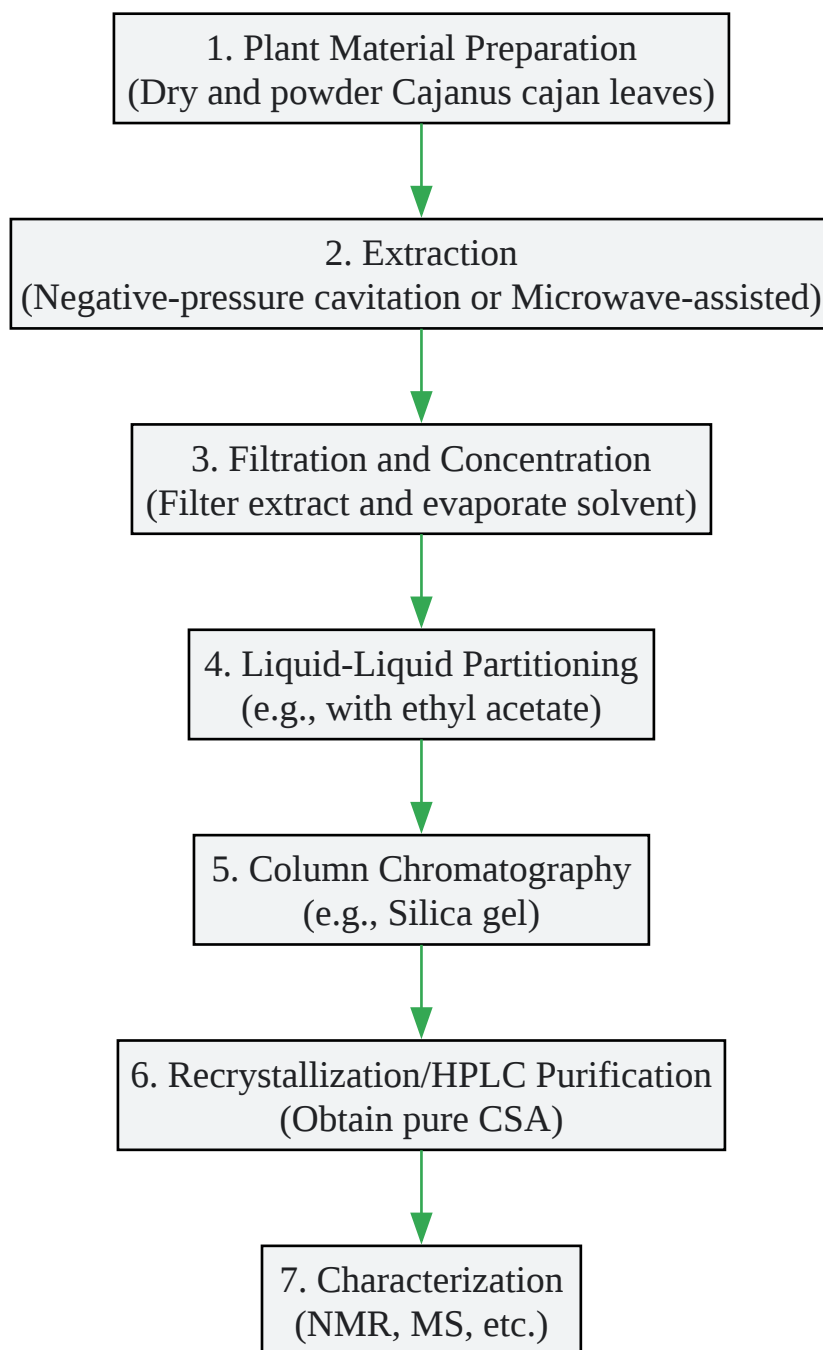 1. Plant Material Preparation
(Dry and powder Cajanus cajan leaves)
2. Extraction
(Negative-pressure cavitation or Microwave-assisted)
3. Filtration and Concentration
(Filter extract and evaporate solvent)
4. Liquid-Liquid Partitioning
(e.g., with ethyl acetate)
5. Column Chromatography
(e.g., Silica gel)
6. Recrystallization/HPLC Purification
(Obtain pure CSA)
7. Characterization
(NMR, MS, etc.)